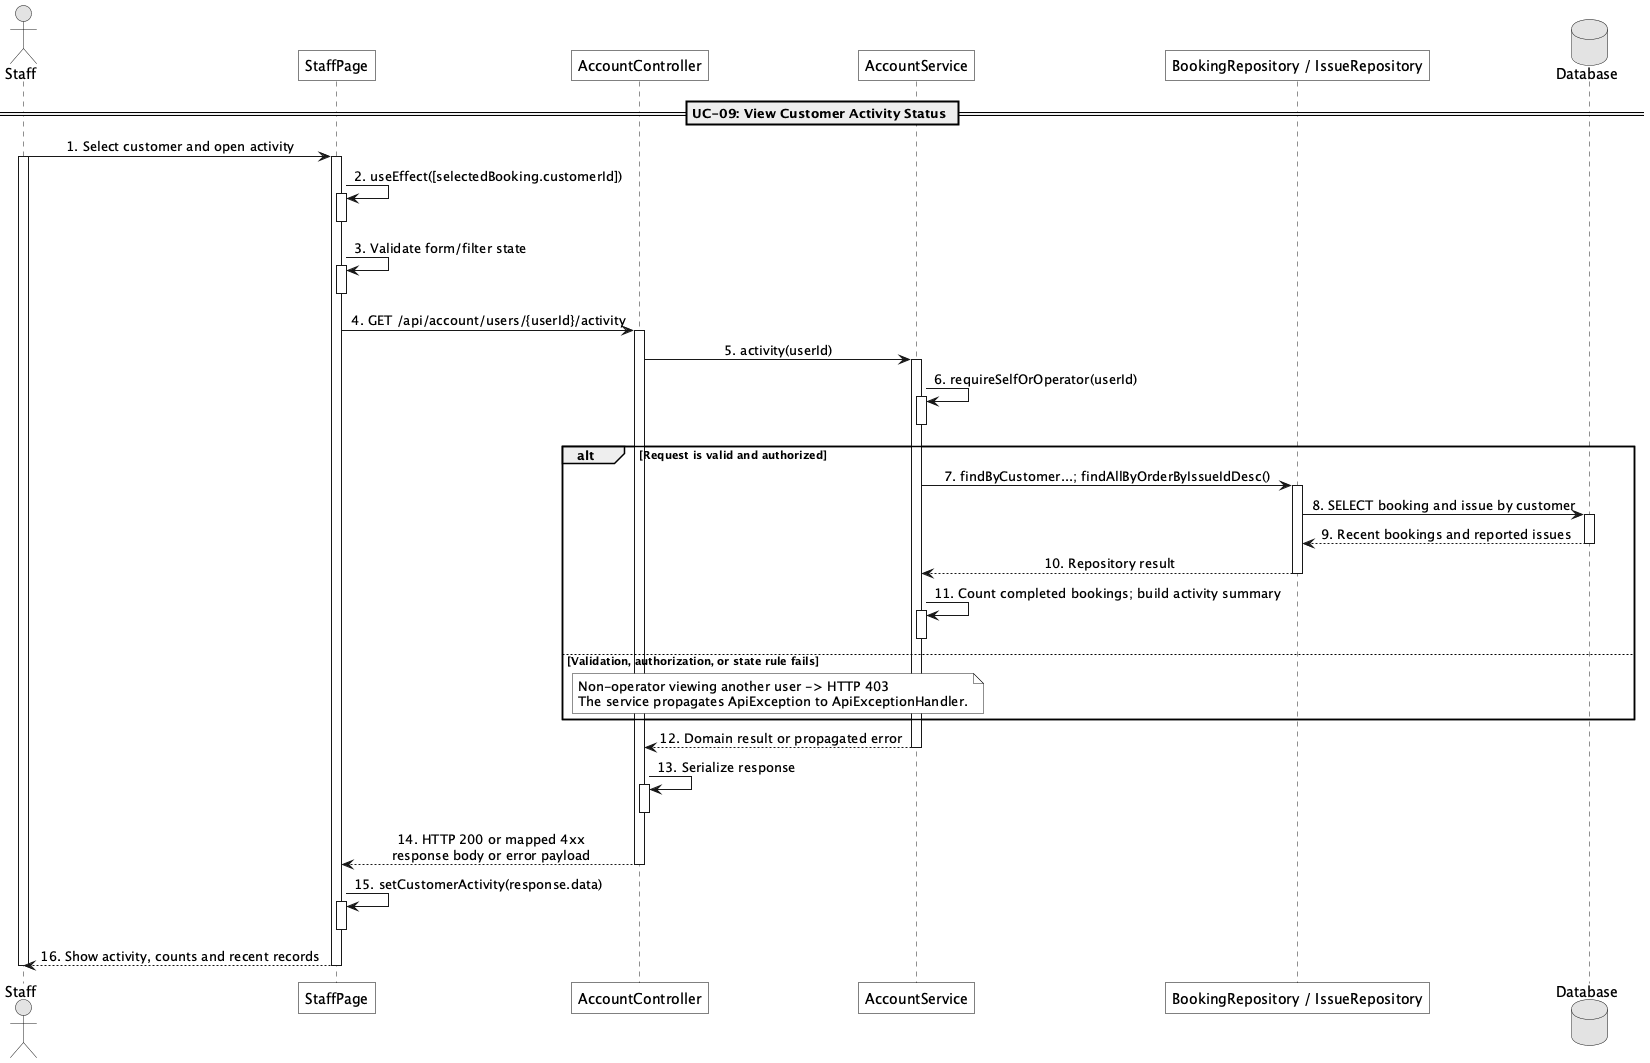 Staff
StaffPage
AccountController
AccountService
BookingRepository / IssueRepository
Database
UC-09: View Customer Activity Status
1. Select customer and open activity
2. useEffect([selectedBooking.customerId])
3. Validate form/filter state
4. GET /api/account/users/{userId}/activity
5. activity(userId)
6. requireSelfOrOperator(userId)
alt
[Request is valid and authorized]
7. findByCustomer...; findAllByOrderByIssueIdDesc()
8. SELECT booking and issue by customer
9. Recent bookings and reported issues
10. Repository result
11. Count completed bookings; build activity summary
[Validation, authorization, or state rule fails]
Non-operator viewing another user -> HTTP 403
The service propagates ApiException to ApiExceptionHandler.
12. Domain result or propagated error
13. Serialize response
14. HTTP 200 or mapped 4xx
response body or error payload
15. setCustomerActivity(response.data)
16. Show activity, counts and recent records
Staff
StaffPage
AccountController
AccountService
BookingRepository / IssueRepository
Database